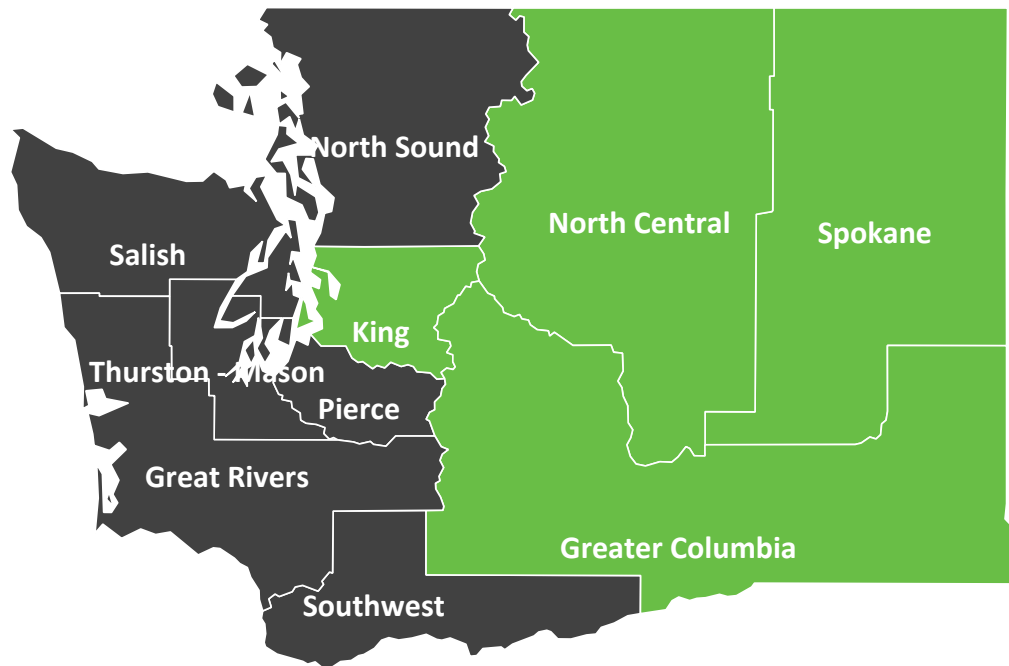 North Sound
North Central
Spokane
Salish
King
Thurston - Mason
Pierce
Great Rivers
Greater Columbia
Southwest